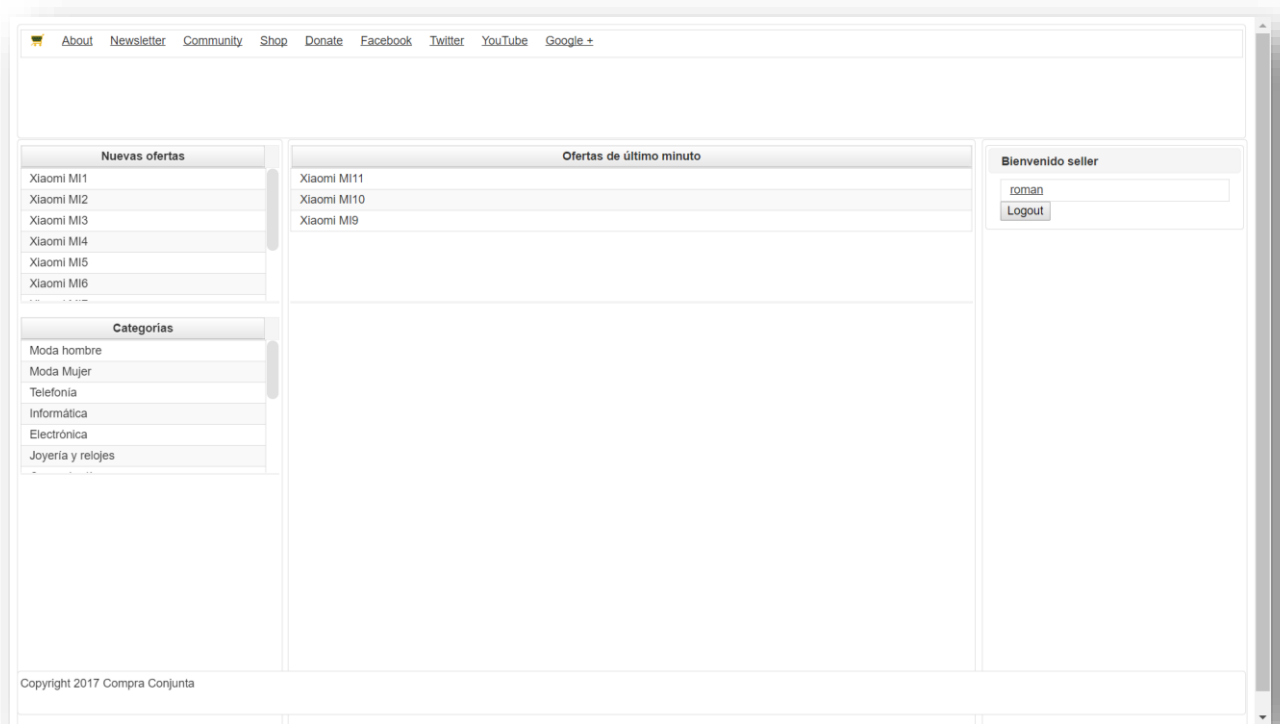 About Newsletter Community Shop Donate Facebook Twitter YouTube Google +
Nuevas ofertas
Xiaomi MI1
Xiaomi MI2
Xiaomi MI3
Xiaomi MI4
Xiaomi MI5
Xiaomi MI6
Categorías
Moda hombre
Moda Mujer
Telefonía
Informática
Electrónica
Joyería y relojes
Ofertas de último minuto
Xiaomi MI11
Xiaomi MI10
Xiaomi MI9
Bienvenido seller
roman
Logout
Copyright 2017 Compra Conjunta